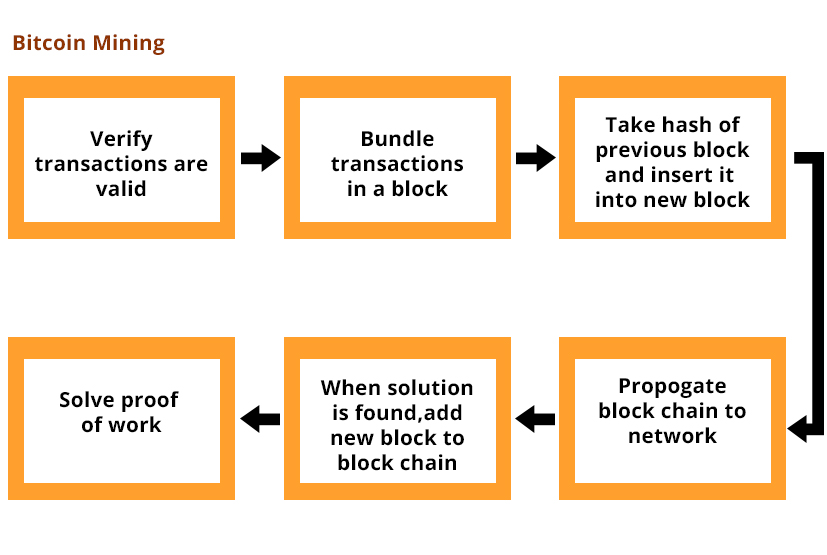 Bitcoin Mining
Verify
transactions are
valid
Bundle
transactions
in a block
Take hash of
previous block
and insert it
into new block
Propogate
block chain to
network
When solution
is found,add
new block to
block chain
Solve proof
of work